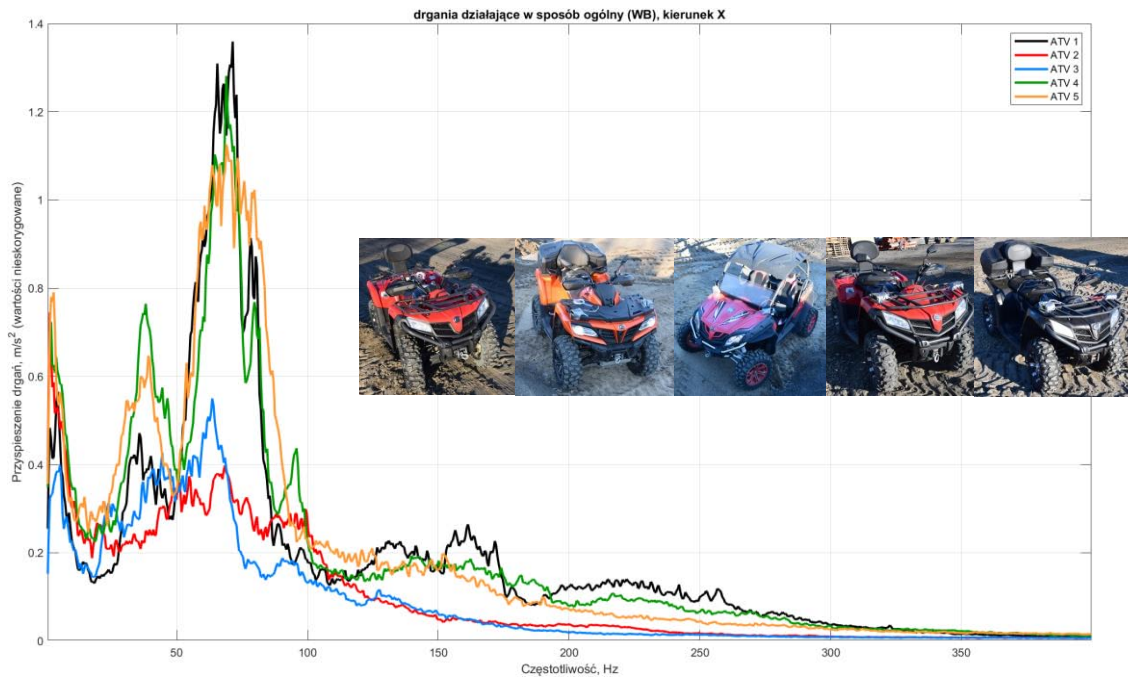 drgania działające w sposób ogólny (WB), kierunek X
1.4
1.2
1
0.8
0.6
0.4
0.2
0
Przyspieszenie drgań, m/s² (wartości nieskorygowane)
ATV 1
ATV 2
ATV 3
ATV 4
ATV 5
50 100 150 200 250 300 350
Częstotliwość, Hz